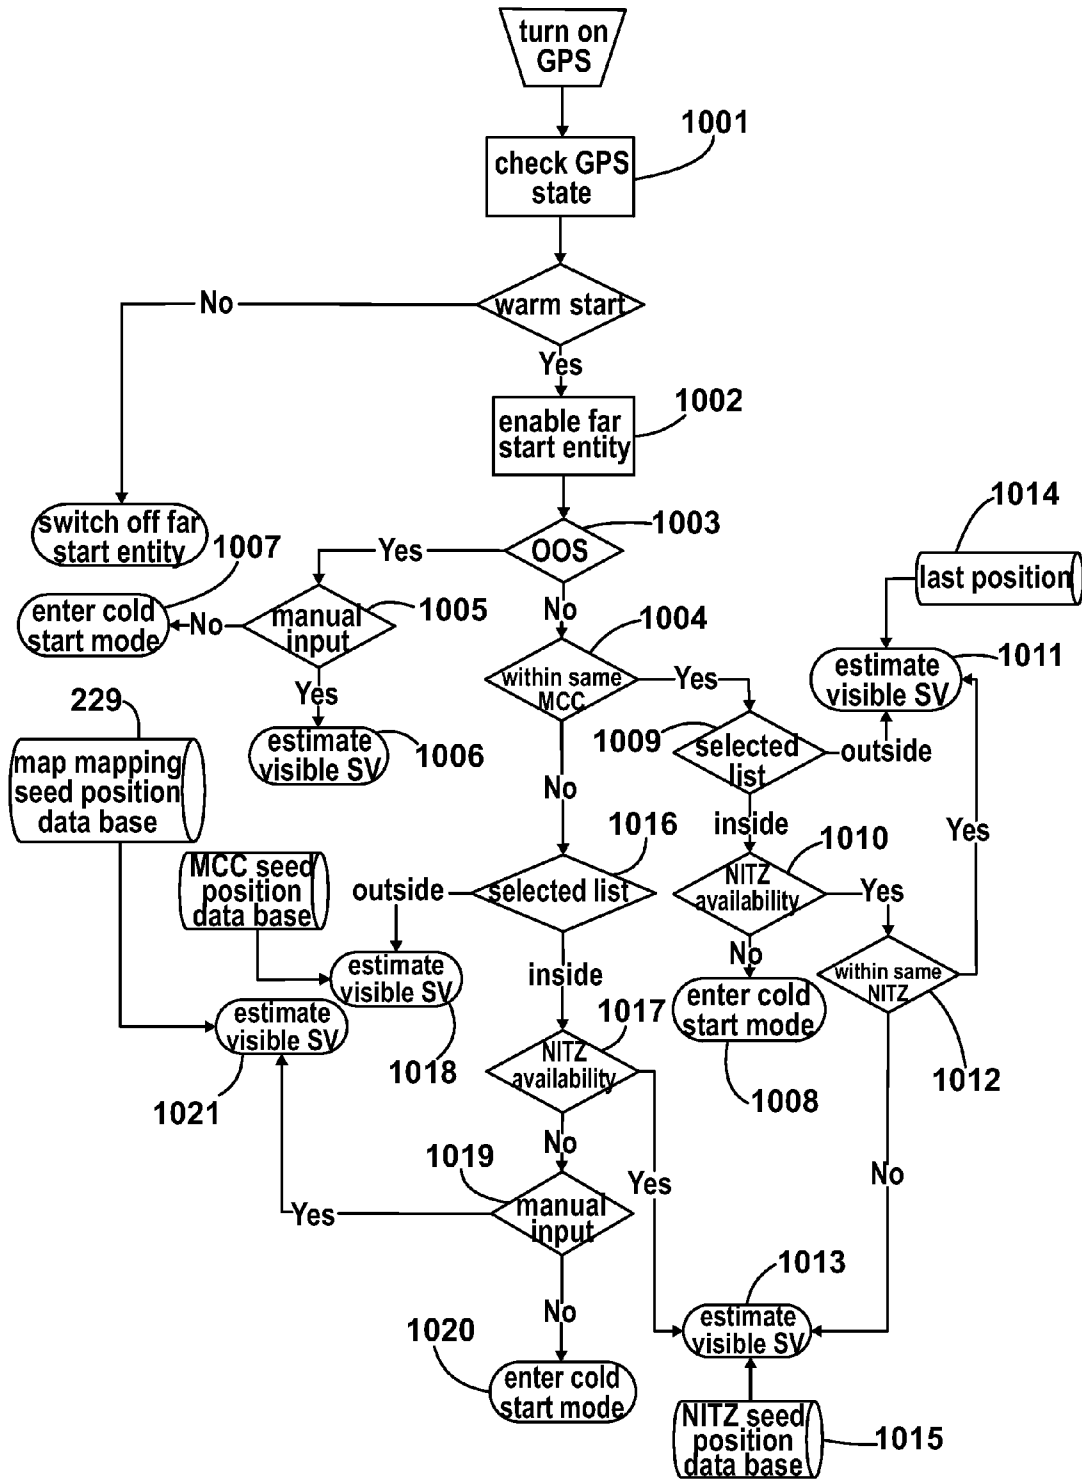 turn on
GPS
1001
check GPS
state
No
warm start
Yes
1002
enable far
start entity
1014
switch off far
start entity
1003
OOS
Yes
1007
last position
enter cold
start mode
No
manual
input
1005
No
1004
1011
estimate
visible SV
within same
MCC
Yes
229
Yes
1009
selected
list
outside
map mapping
seed position
data base
estimate
visible SV
1006
No
inside
Yes
1016
1010
MCC seed
position
data base
outside
selected list
NITZ
availability
Yes
No
inside
estimate
visible SV
within same
NITZ
enter cold
start mode
estimate
visible SV
1017
NITZ
availability
1018
1012
1021
1008
No
1019
Yes
No
manual
input
Yes
1013
No
estimate
visible SV
1020
enter cold
start mode
NITZ seed
position
data base
1015